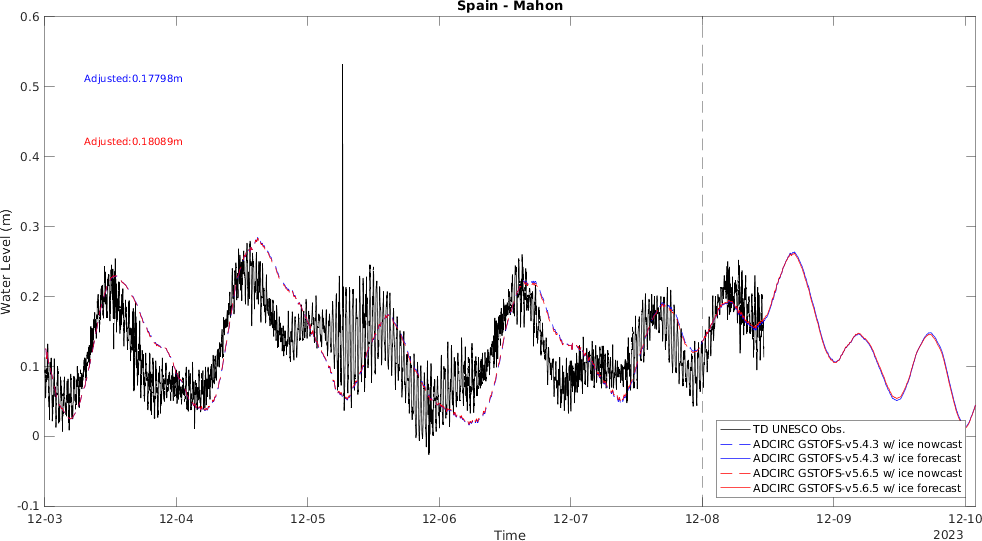 Spain - Mahon
0.6
0.5
0.4
0.3
0.2
0.1
0
-0.1
Water Level (m)
Adjusted:0.17798m
Adjusted:0.18089m
TD UNESCO Obs.
ADCIRC GSTOFS-v5.4.3 w/ ice nowcast
ADCIRC GSTOFS-v5.4.3 w/ ice forecast
ADCIRC GSTOFS-v5.6.5 w/ ice nowcast
ADCIRC GSTOFS-v5.6.5 w/ ice forecast
12-03 12-04 12-05 12-06 12-07 12-08 12-09 12-10
Time
2023